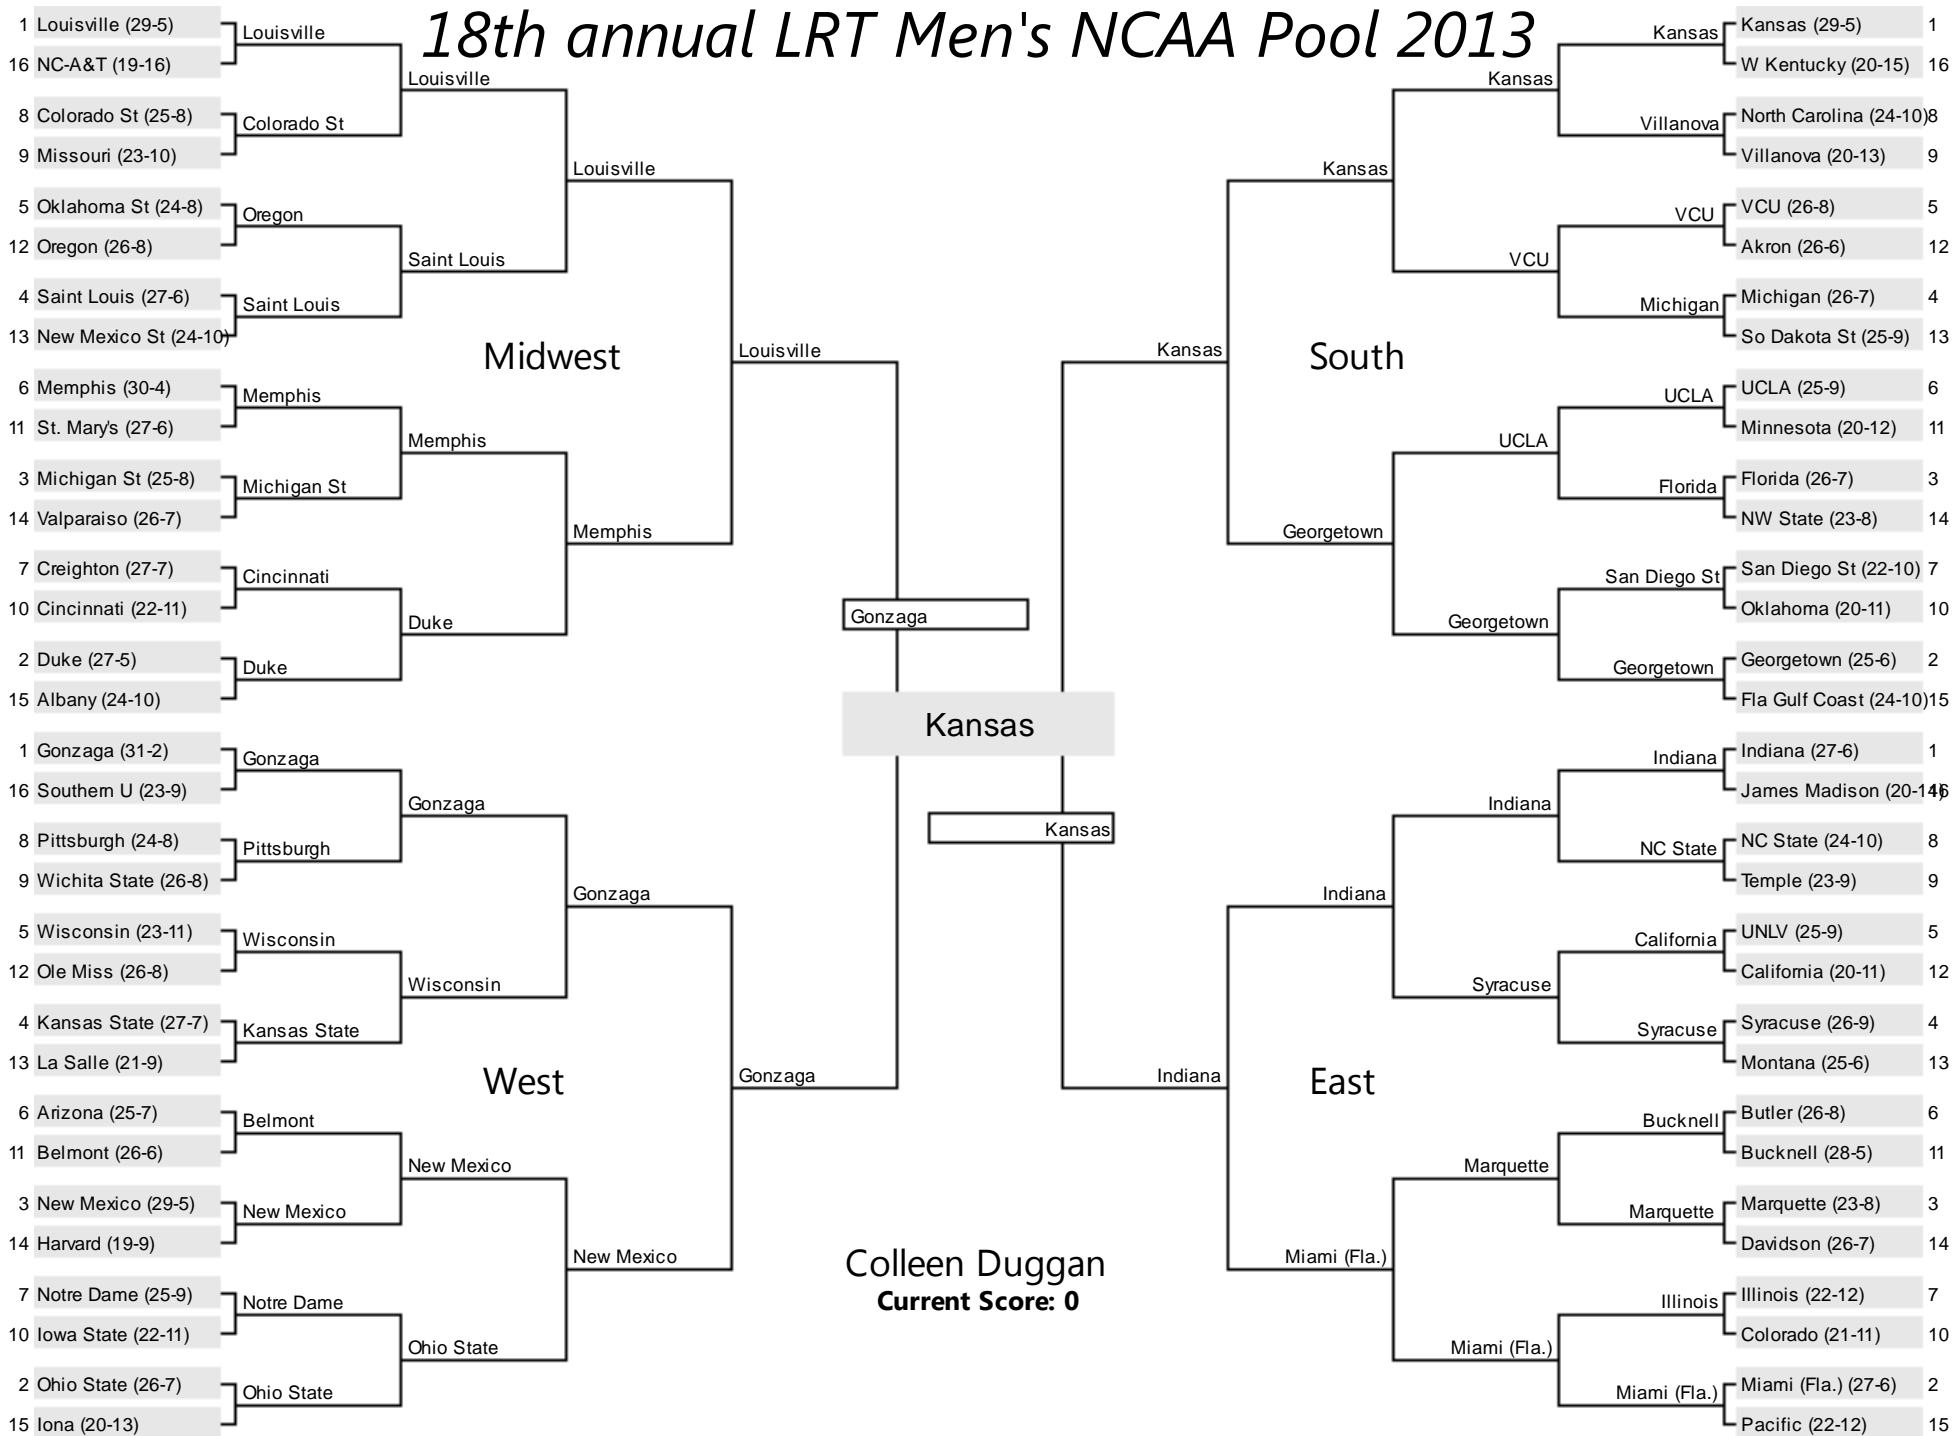 18th annual LRT Men's NCAA Pool 2013
1 Louisville (29-5)
16 NC-A&T (19-16)
8 Colorado St (25-8)
9 Missouri (23-10)
5 Oklahoma St (24-8)
12 Oregon (26-8)
4 Saint Louis (27-6)
13 New Mexico St (24-10)
6 Memphis (30-4)
11 St. Mary's (27-6)
3 Michigan St (25-8)
14 Valparaiso (26-7)
7 Creighton (27-7)
10 Cincinnati (22-11)
2 Duke (27-5)
15 Albany (24-10)
Louisville
Colorado St
Oregon
Saint Louis
Memphis
Michigan St
Cincinnati
Duke
Louisville
Saint Louis
Memphis
Duke
Louisville
Memphis
Midwest
Louisville
1 Gonzaga (31-2)
16 Southern U (23-9)
8 Pittsburgh (24-8)
9 Wichita State (26-8)
5 Wisconsin (23-11)
12 Ole Miss (26-8)
4 Kansas State (27-7)
13 La Salle (21-9)
6 Arizona (25-7)
11 Belmont (26-6)
3 New Mexico (29-5)
14 Harvard (19-9)
7 Notre Dame (25-9)
10 Iowa State (22-11)
2 Ohio State (26-7)
15 Iona (20-13)
Gonzaga
Pittsburgh
Wisconsin
Kansas State
Belmont
New Mexico
Notre Dame
Ohio State
Gonzaga
Wisconsin
New Mexico
Ohio State
Gonzaga
New Mexico
West
Gonzaga
Gonzaga
Kansas
Kansas
Colleen Duggan
Current Score: 0
Kansas (29-5) 1
W Kentucky (20-15) 16
North Carolina (24-10) 8
Villanova (20-13) 9
VCU (26-8) 5
Akron (26-6) 12
Michigan (26-7) 4
So Dakota St (25-9) 13
UCLA (25-9) 6
Minnesota (20-12) 11
Florida (26-7) 3
NW State (23-8) 14
San Diego St (22-10) 7
Oklahoma (20-11) 10
Georgetown (25-6) 2
Fla Gulf Coast (24-10) 15
Kansas
Villanova
VCU
Michigan
UCLA
Florida
San Diego St
Georgetown
Kansas
VCU
UCLA
Georgetown
Kansas
Georgetown
South
Kansas
Indiana (27-6) 1
James Madison (20-14) 16
NC State (24-10) 8
Temple (23-9) 9
UNLV (25-9) 5
California (20-11) 12
Syracuse (26-9) 4
Montana (25-6) 13
Butler (26-8) 6
Bucknell (28-5) 11
Marquette (23-8) 3
Davidson (26-7) 14
Illinois (22-12) 7
Colorado (21-11) 10
Miami (Fla.) (27-6) 2
Pacific (22-12) 15
Indiana
NC State
California
Syracuse
Bucknell
Marquette
Illinois
Miami (Fla.)
Indiana
Syracuse
Marquette
Miami (Fla.)
Indiana
Miami (Fla.)
East
Indiana